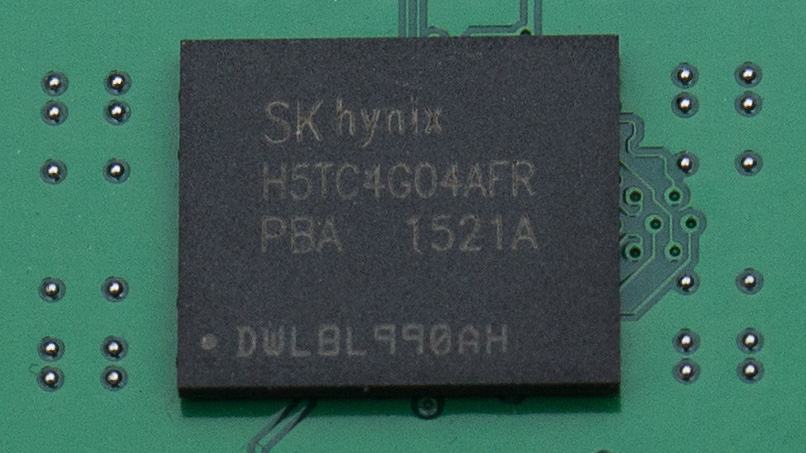 SK hynix
H5TC4G04AFR
PBA 1521A
DWLBL990AH